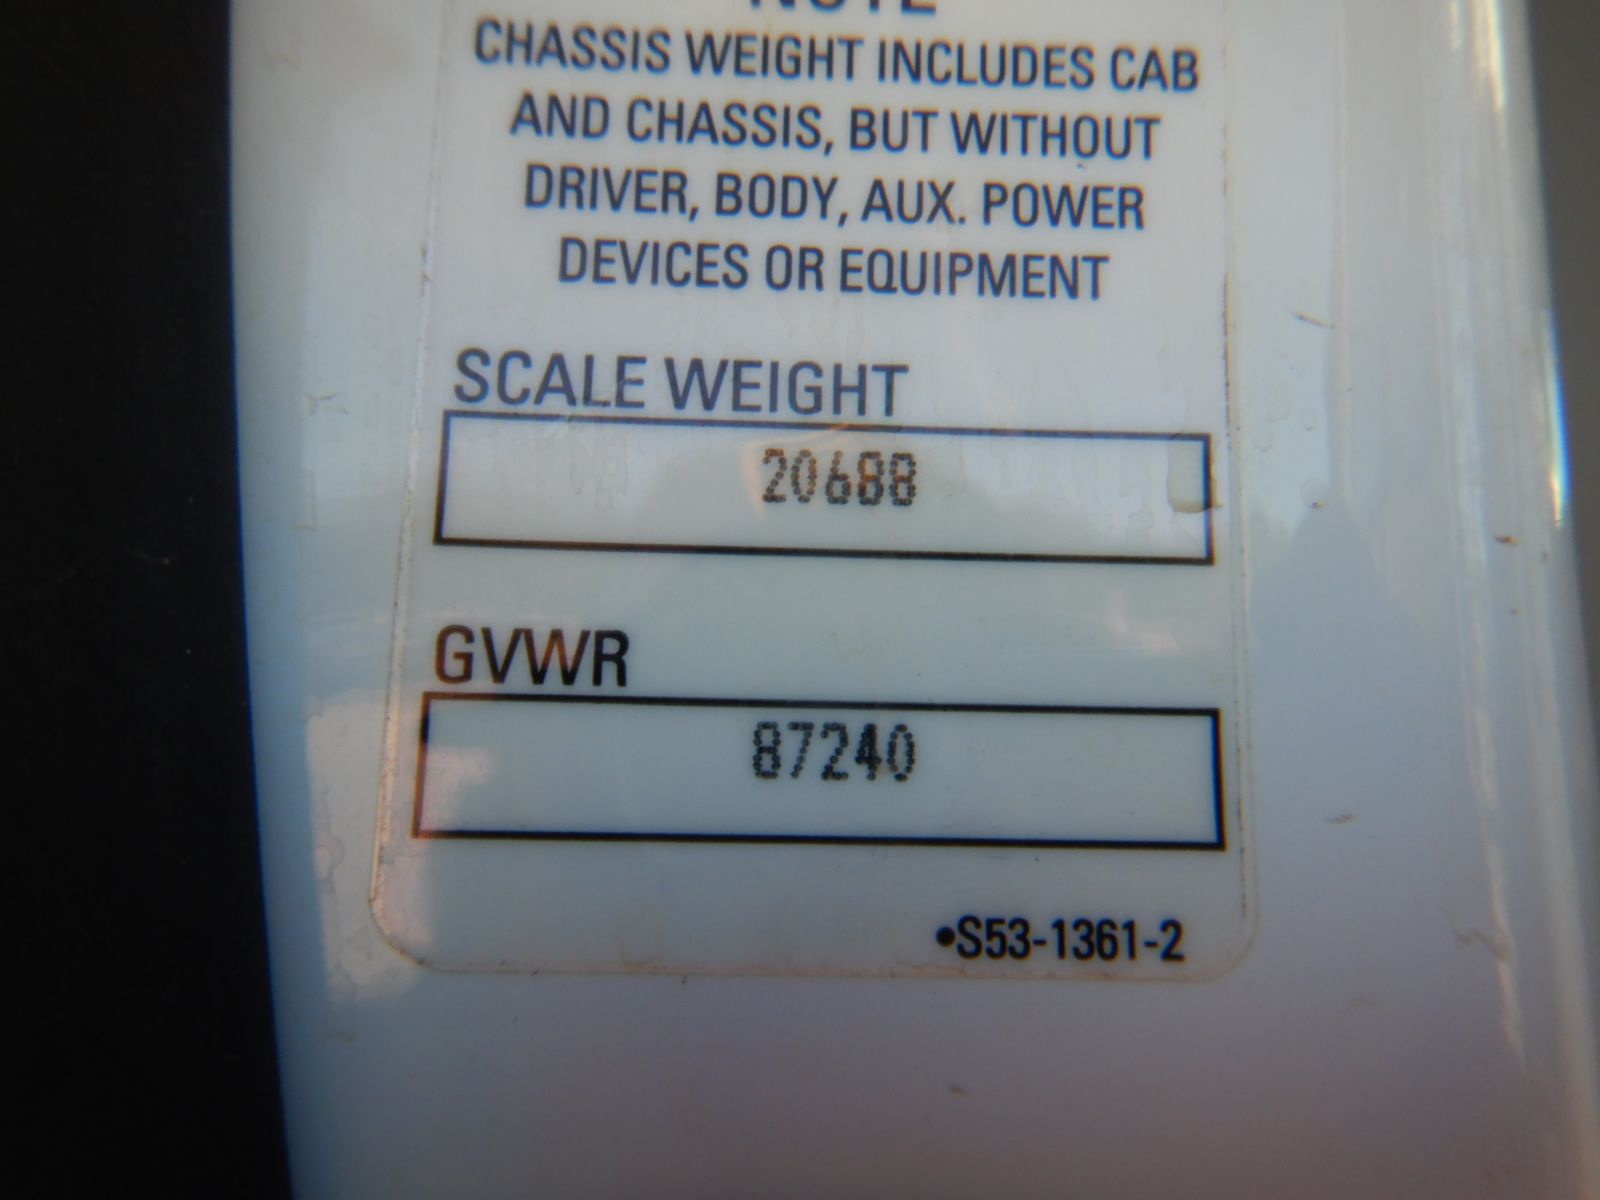 NOTE
CHASSIS WEIGHT INCLUDES CAB
AND CHASSIS, BUT WITHOUT
DRIVER, BODY, AUX. POWER
DEVICES OR EQUIPMENT
SCALE WEIGHT
20688
GVWR
87240
•S53-1361-2